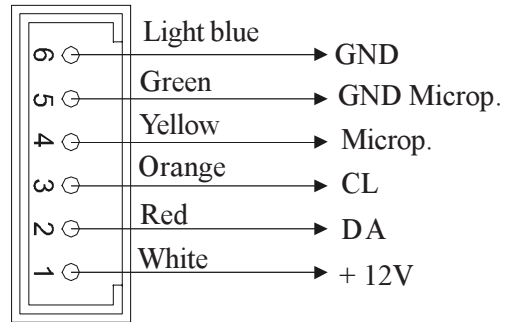 6 Light blue GND
5 Green GND Microp.
4 Yellow Microp.
3 Orange CL
2 Red DA
1 White + 12V